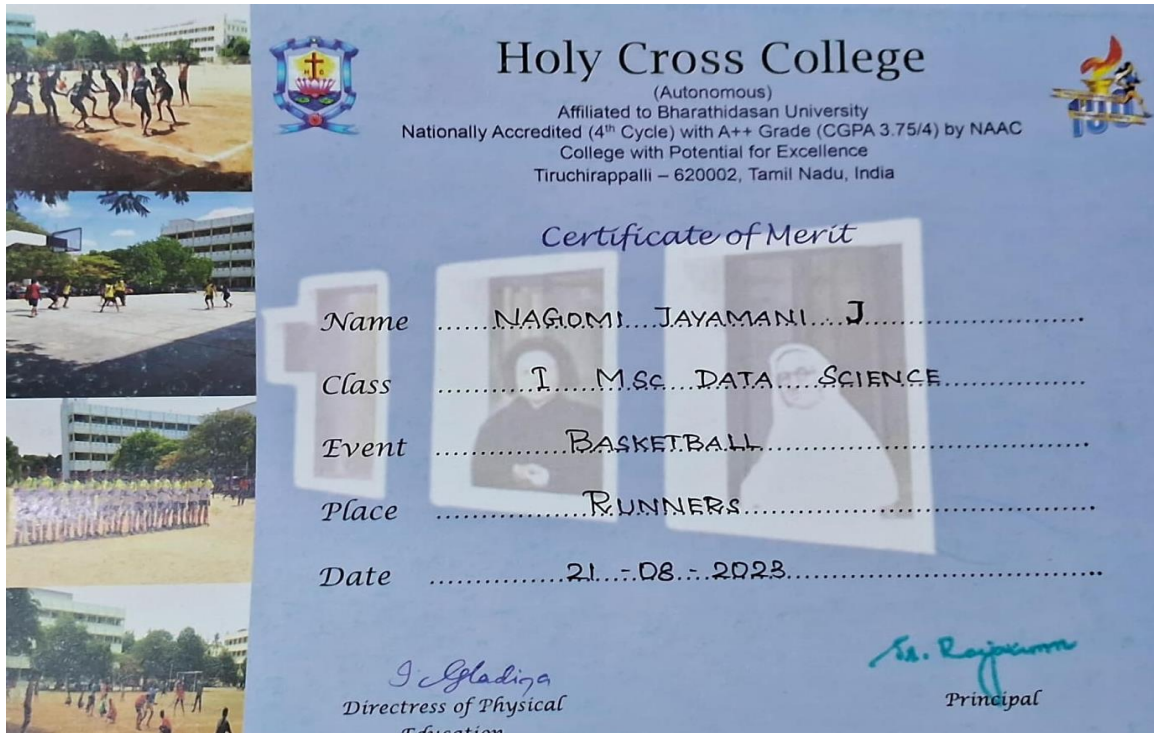 Holy Cross College
(Autonomous)
Affiliated to Bharathidasan University
Nationally Accredited (4th Cycle) with A++ Grade (CGPA 3.75/4) by NAAC
College with Potential for Excellence
Tiruchirappalli – 620002, Tamil Nadu, India
Certificate of Merit
Name NAGOMI JAYAMANI J
Class I M.Sc DATA SCIENCE
Event BASKETBALL
Place RUNNERS
Date 21-08-2023
Directress of Physical
Education
Principal